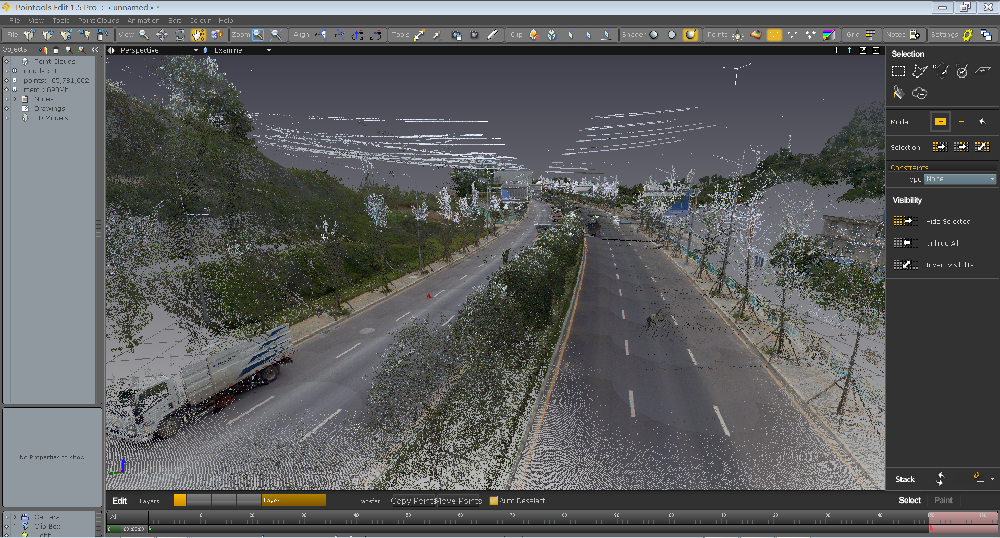 Pointools Edit 1.5 Pro : <unnamed> *
File View Tools Point Clouds Animation Edit Colour Help
File View 3D Zoom Align Tools Clip Shader Points Grid Notes Settings
Objects Perspective Examine
Point Clouds
clouds:: 8
points:: 65,781,662
mem:: 690Mb
Notes
Drawings
3D Models
No Properties to show
Camera
Clip Box
Light
Selection
3D 3D
Mode
Selection
Constraints
Type None
Visibility
Hide Selected
Unhide All
Invert Visibility
Stack
Edit Layers Layer 1 Transfer Copy Points Move Points Auto Deselect Select Paint
All 10 20 30 40 50 60 70 80 90 100 110 120 130 140 150 160
0 00::00:00